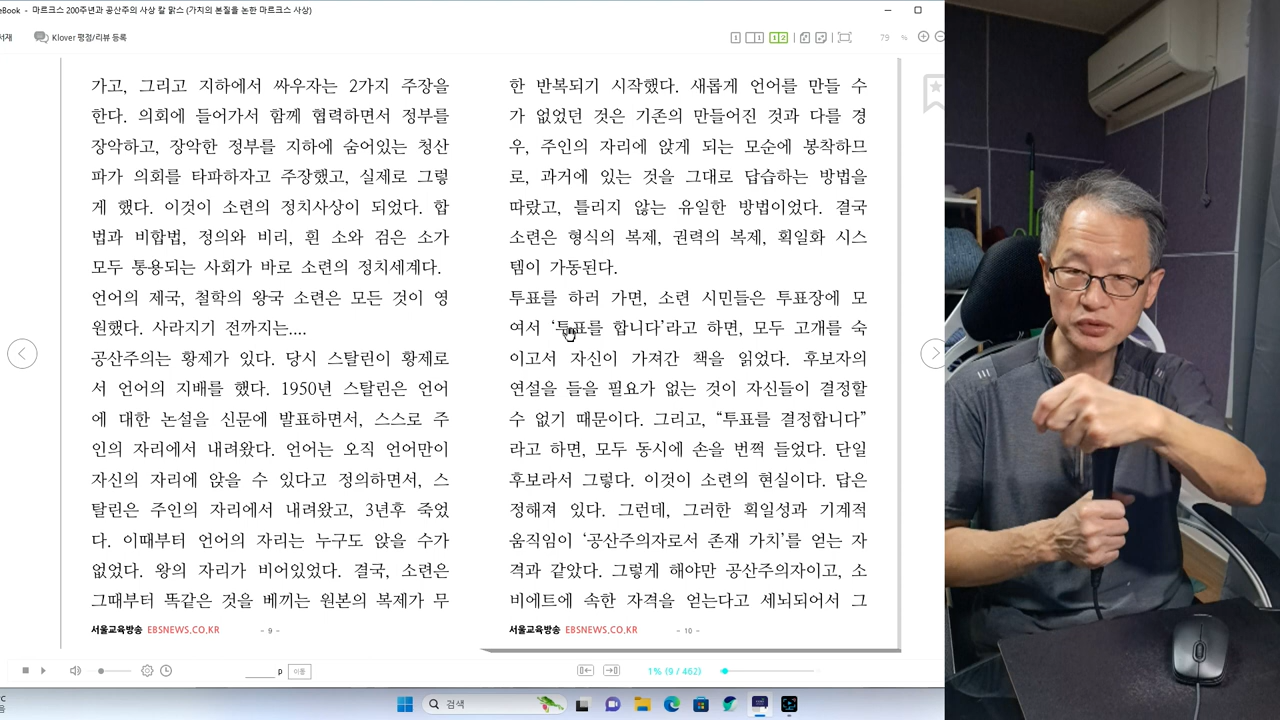 eBook - 마르크스 200주년과 공산주의 사상 칼 맑스 (가치의 본질을 논한 마르크스 사상)
서재 Klover 평점/리뷰 등록
79 %
가고, 그리고 지하에서 싸우자는 2가지 주장을
한다. 의회에 들어가서 함께 협력하면서 정부를
장악하고, 장악한 정부를 지하에 숨어있는 청산
파가 의회를 타파하자고 주장했고, 실제로 그렇
게 했다. 이것이 소련의 정치사상이 되었다. 합
법과 비합법, 정의와 비리, 흰 소와 검은 소가
모두 통용되는 사회가 바로 소련의 정치세계다.
언어의 제국, 철학의 왕국 소련은 모든 것이 영
원했다. 사라지기 전까지는....
공산주의는 황제가 있다. 당시 스탈린이 황제로
서 언어의 지배를 했다. 1950년 스탈린은 언어
에 대한 논설을 신문에 발표하면서, 스스로 주
인의 자리에서 내려왔다. 언어는 오직 언어만이
자신의 자리에 앉을 수 있다고 정의하면서, 스
탈린은 주인의 자리에서 내려왔고, 3년후 죽었
다. 이때부터 언어의 자리는 누구도 앉을 수가
없었다. 왕의 자리가 비어있었다. 결국, 소련은
그때부터 똑같은 것을 베끼는 원본의 복제가 무
서울교육방송 EBSNEWS.CO.KR - 9 -
한 반복되기 시작했다. 새롭게 언어를 만들 수
가 없었던 것은 기존의 만들어진 것과 다를 경
우, 주인의 자리에 앉게 되는 모순에 봉착하므
로, 과거에 있는 것을 그대로 답습하는 방법을
따랐고, 틀리지 않는 유일한 방법이었다. 결국
소련은 형식의 복제, 권력의 복제, 획일화 시스
템이 가동된다.
투표를 하러 가면, 소련 시민들은 투표장에 모
여서 ‘투표를 합니다’라고 하면, 모두 고개를 숙
이고서 자신이 가져간 책을 읽었다. 후보자의
연설을 들을 필요가 없는 것이 자신들이 결정할
수 없기 때문이다. 그리고, “투표를 결정합니다”
라고 하면, 모두 동시에 손을 번쩍 들었다. 단일
후보라서 그렇다. 이것이 소련의 현실이다. 답은
정해져 있다. 그런데, 그러한 획일성과 기계적
움직임이 ‘공산주의자로서 존재 가치’를 얻는 자
격과 같았다. 그렇게 해야만 공산주의자이고, 소
비에트에 속한 자격을 얻는다고 세뇌되어서 그
서울교육방송 EBSNEWS.CO.KR - 10 -
p 이동
1% (9 / 462)
검색